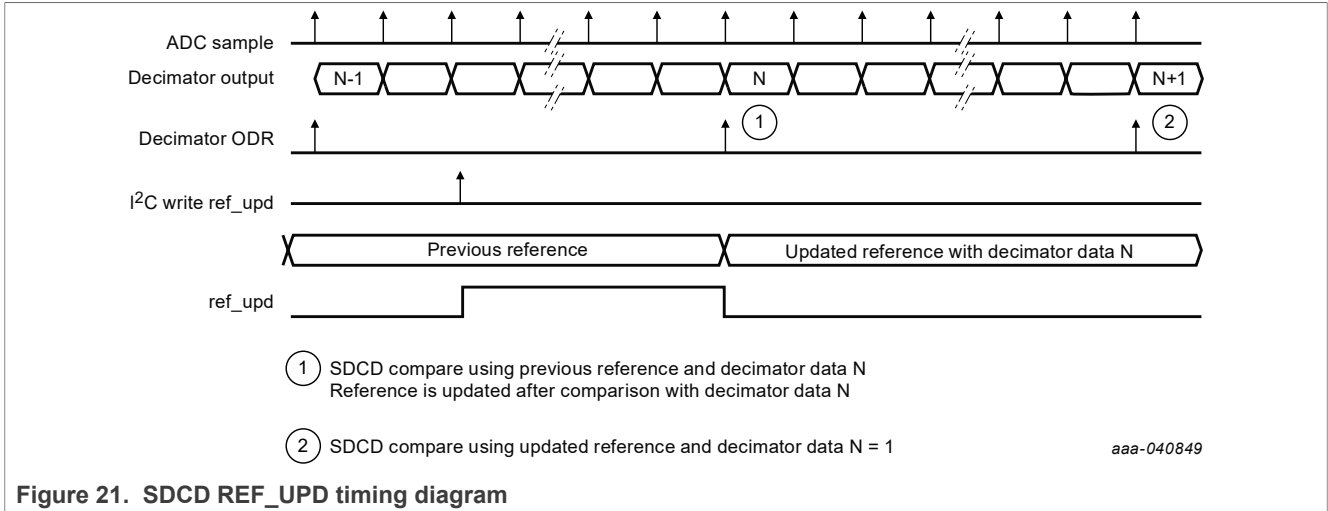 ADC sample
Decimator output
N-1
N
N+1
1
2
Decimator ODR
I2C write ref_upd
Previous reference
Updated reference with decimator data N
ref_upd
1 SDCD compare using previous reference and decimator data N
Reference is updated after comparison with decimator data N
2 SDCD compare using updated reference and decimator data N = 1
aaa-040849
Figure 21. SDCD REF_UPD timing diagram